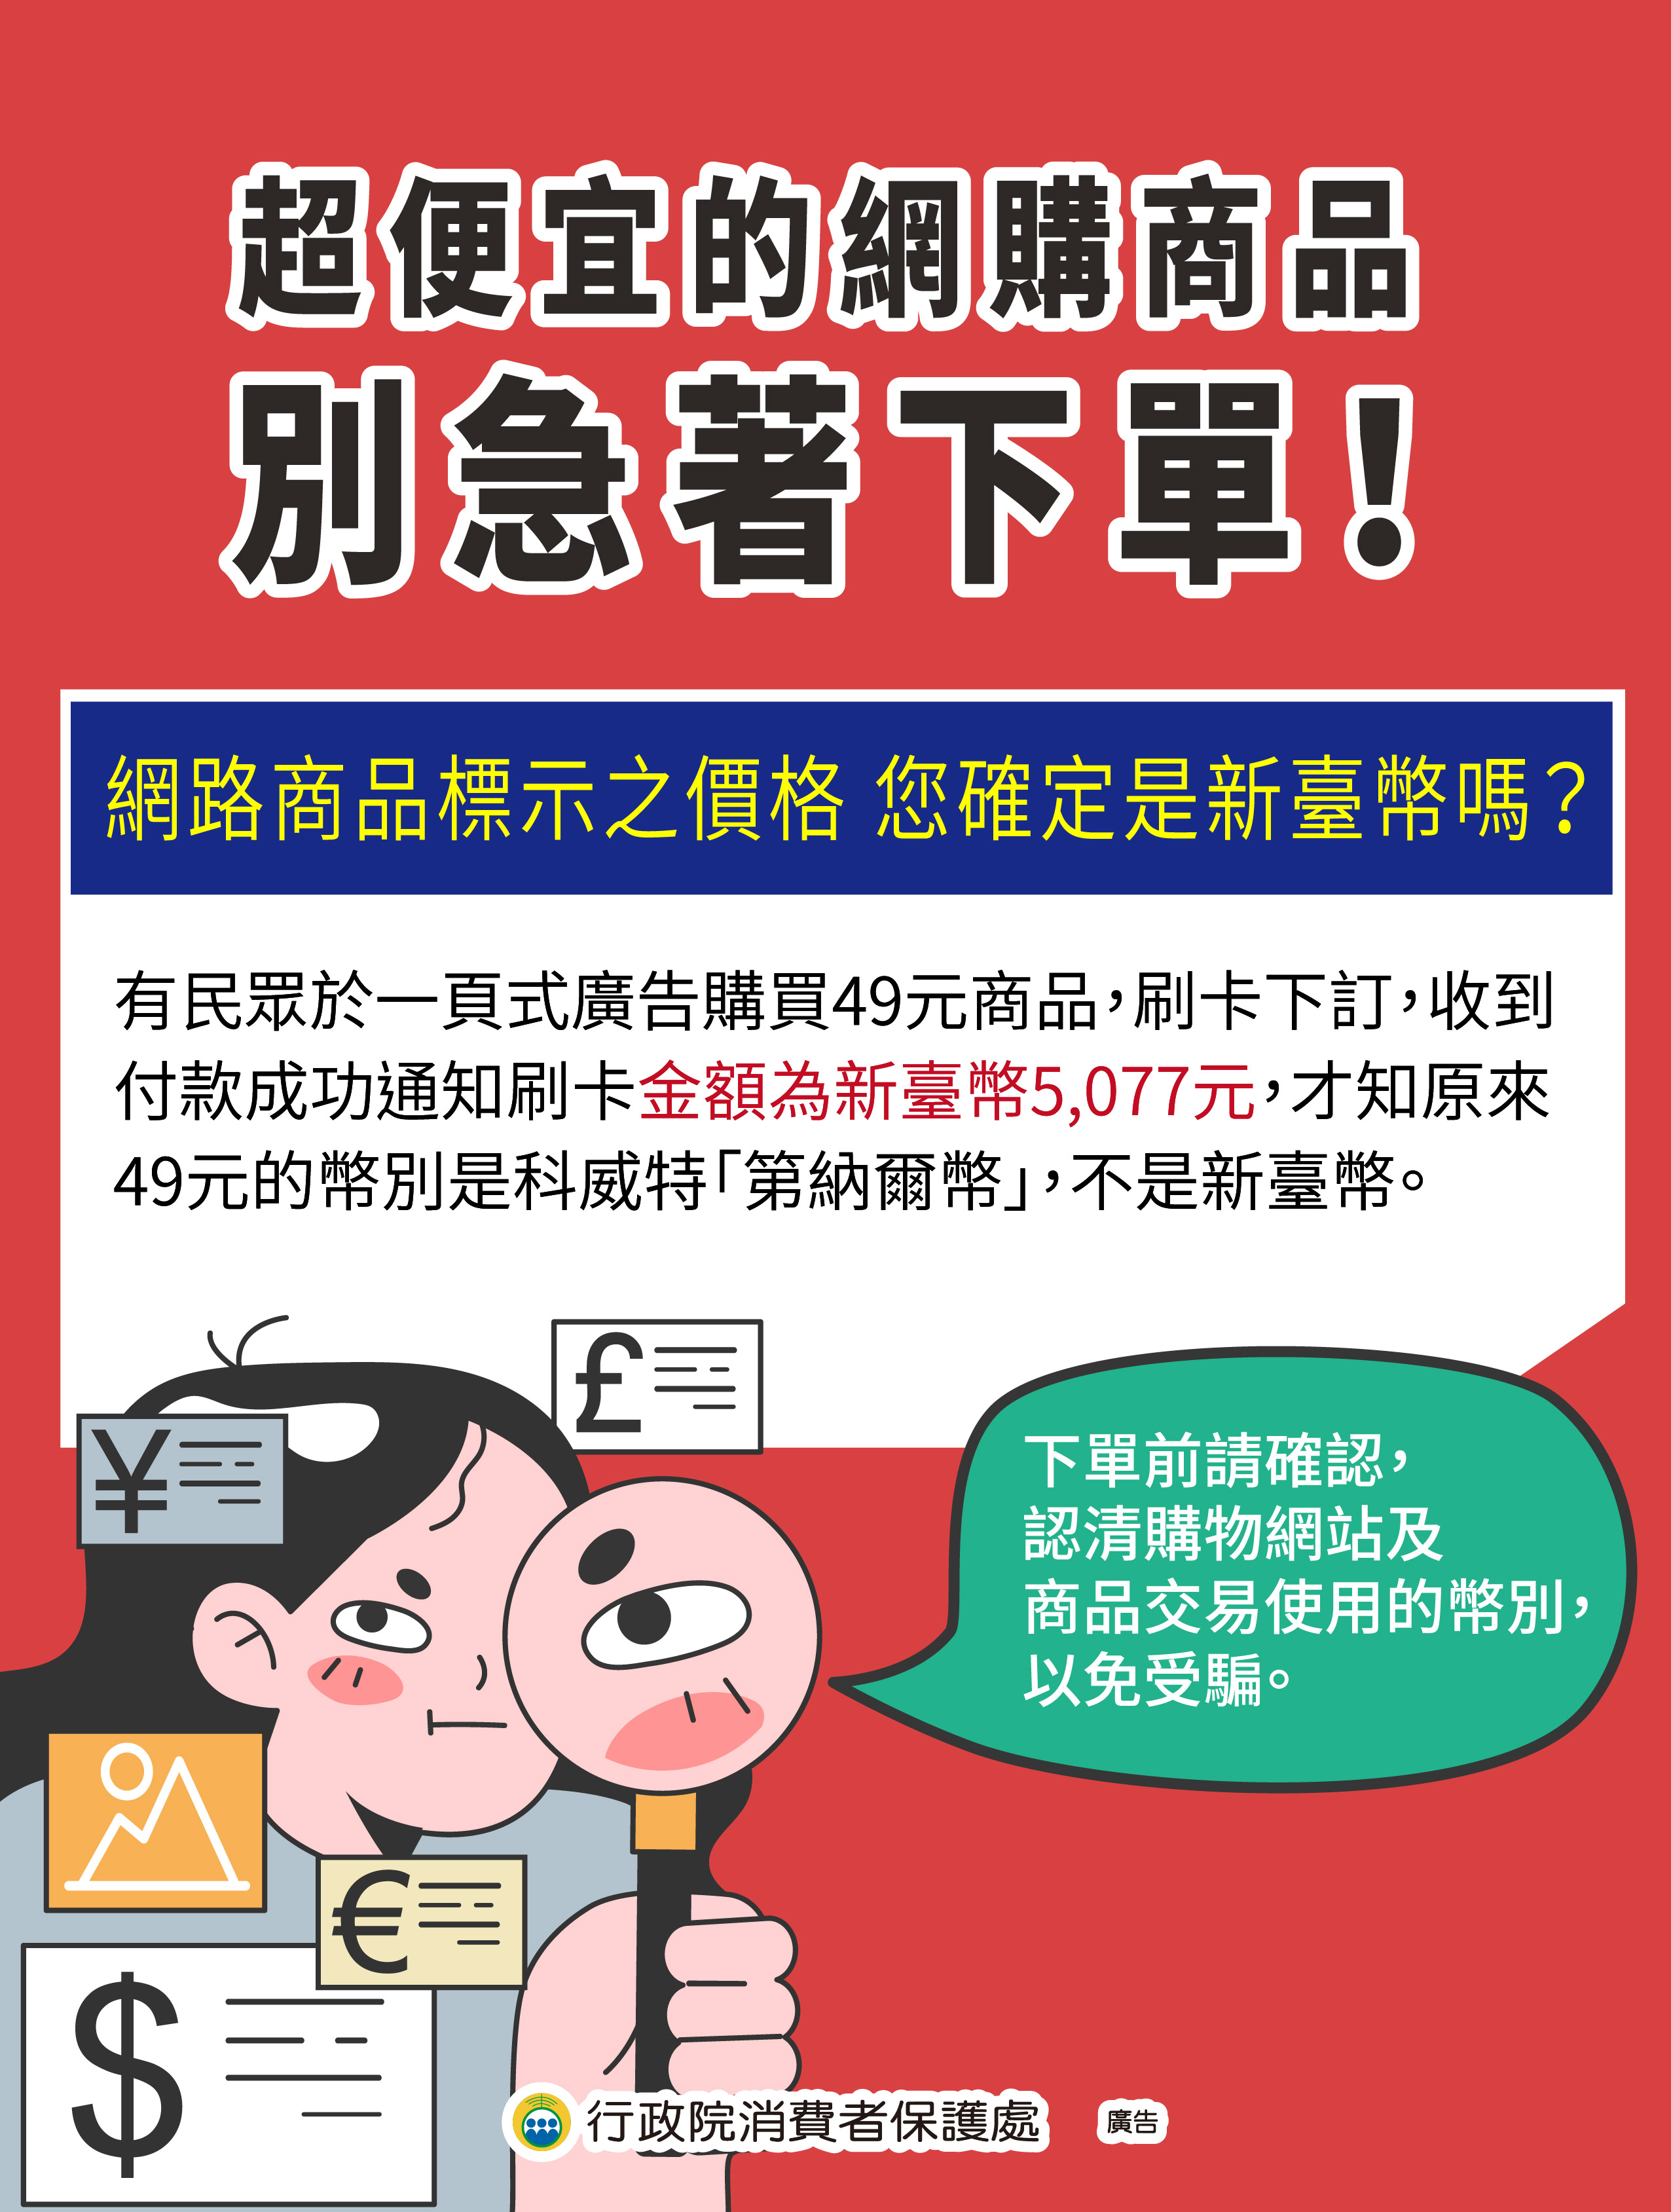 超便宜的網購商品
別急著下單！
網路商品標示之價格 您確定是新臺幣嗎？
有民眾於一頁式廣告購買49元商品，刷卡下訂，收到
付款成功通知刷卡金額為新臺幣5,077元，才知原來
49元的幣別是科威特「第納爾幣」，不是新臺幣。
£
¥
下單前請確認，
認清購物網站及
商品交易使用的幣別，
以免受騙。
€
$
行政院消費者保護處 廣告